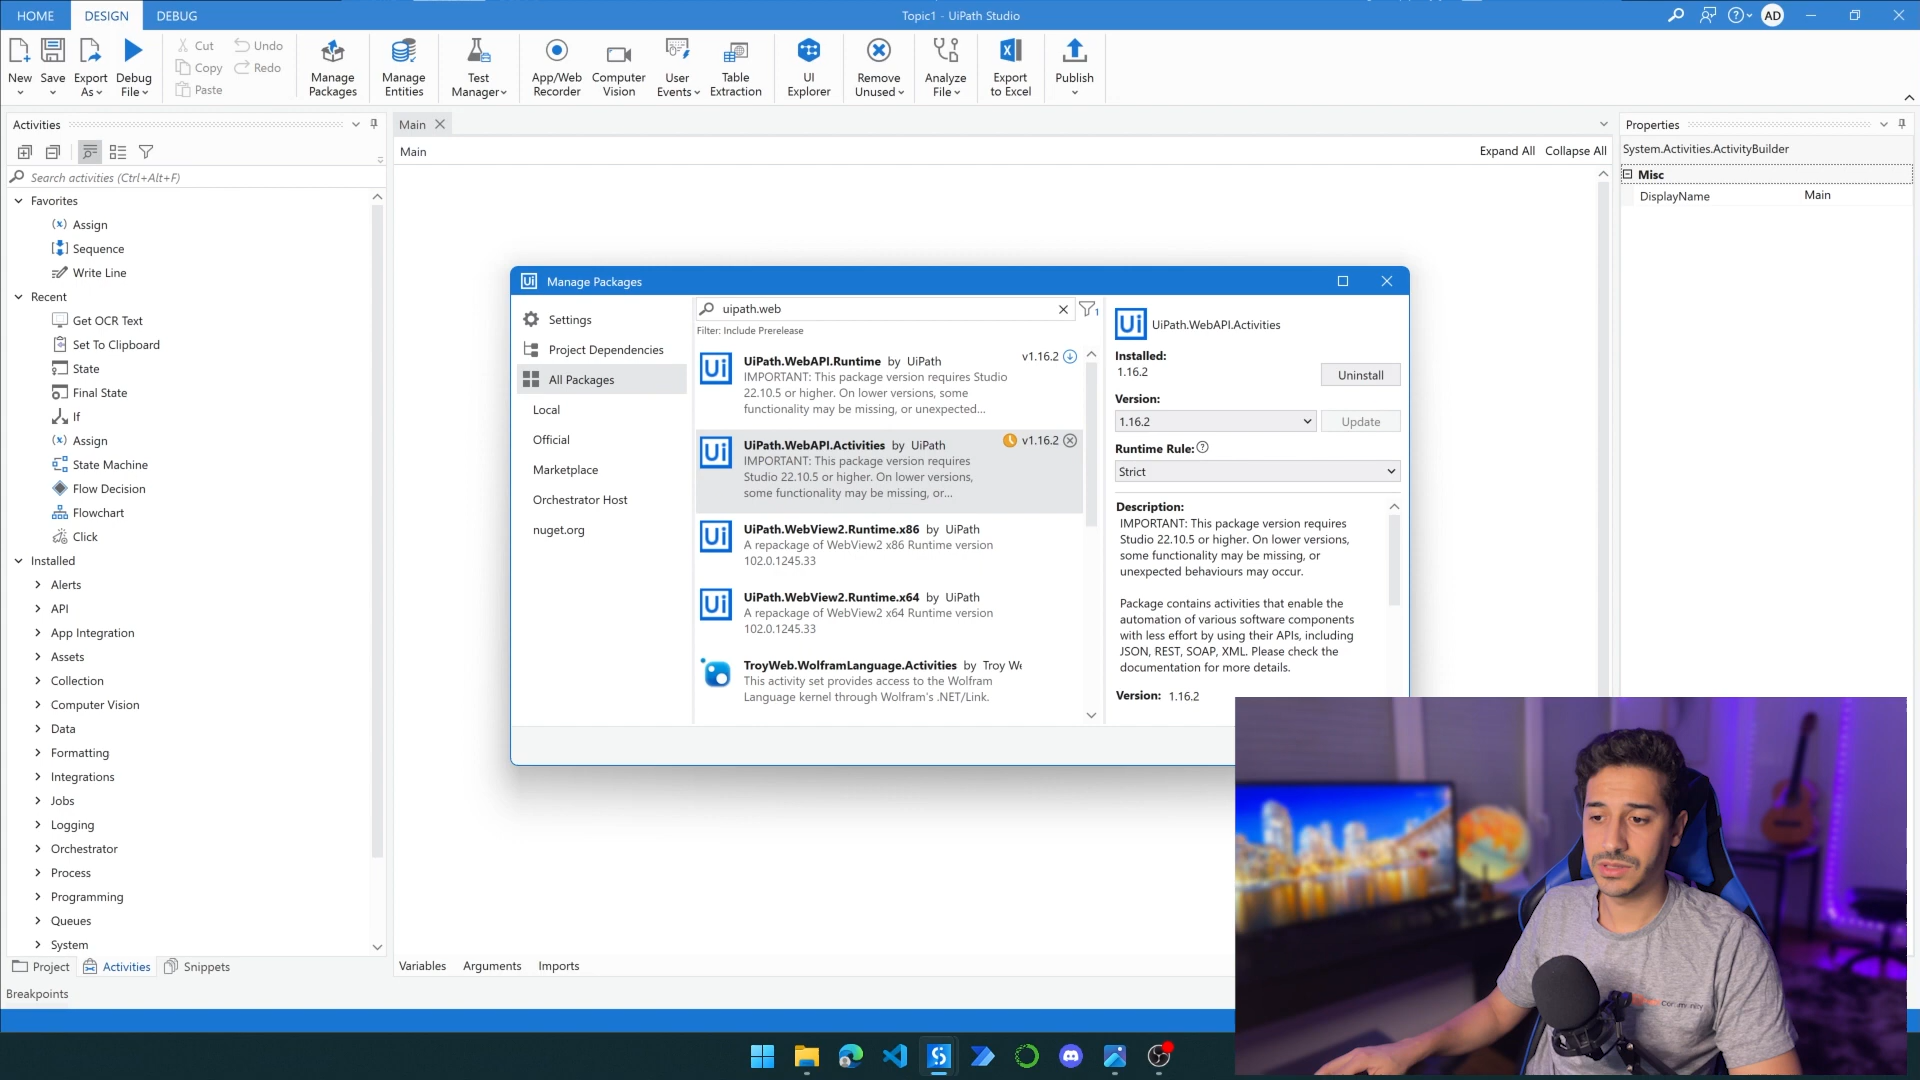 HOME
DESIGN
DEBUG
Topic1 - UiPath Studio
AD
New
Save
Export As
Debug File
Cut
Copy
Paste
Undo
Redo
Manage Packages
Manage Entities
Test Manager
App/Web Recorder
Computer Vision
User Events
Table Extraction
UI Explorer
Remove Unused
Analyze File
Export to Excel
Publish
Activities
Search activities (Ctrl+Alt+F)
Favorites
Assign
Sequence
Write Line
Recent
Get OCR Text
Set To Clipboard
State
Final State
If
Assign
State Machine
Flow Decision
Flowchart
Click
Installed
Alerts
API
App Integration
Assets
Collection
Computer Vision
Data
Formatting
Integrations
Jobs
Logging
Orchestrator
Process
Programming
Queues
System
Project
Activities
Snippets
Breakpoints
Main
Main
Expand All
Collapse All
Variables
Arguments
Imports
Properties
System.Activities.ActivityBuilder
Misc
DisplayName
Main
Ui Manage Packages
Settings
Project Dependencies
All Packages
Local
Official
Marketplace
Orchestrator Host
nuget.org
uipath.web
1
Filter: Include Prerelease
Ui
UiPath.WebAPI.Runtime by UiPath
v1.16.2
IMPORTANT: This package version requires Studio
22.10.5 or higher. On lower versions, some
functionality may be missing, or unexpected...
Ui
UiPath.WebAPI.Activities by UiPath
v1.16.2
IMPORTANT: This package version requires
Studio 22.10.5 or higher. On lower versions,
some functionality may be missing, or...
Ui
UiPath.WebView2.Runtime.x86 by UiPath
A repackage of WebView2 x86 Runtime version
102.0.1245.33
Ui
UiPath.WebView2.Runtime.x64 by UiPath
A repackage of WebView2 x64 Runtime version
102.0.1245.33
TroyWeb.WolframLanguage.Activities by Troy We
This activity set provides access to the Wolfram
Language kernel through Wolfram's .NET/Link.
Ui UiPath.WebAPI.Activities
Installed:
1.16.2
Uninstall
Version:
1.16.2
Update
Runtime Rule:
Strict
Description:
IMPORTANT: This package version requires
Studio 22.10.5 or higher. On lower versions,
some functionality may be missing, or
unexpected behaviours may occur.
Package contains activities that enable the
automation of various software components
with less effort by using their APIs, including
JSON, REST, SOAP, XML. Please check the
documentation for more details.
Version: 1.16.2